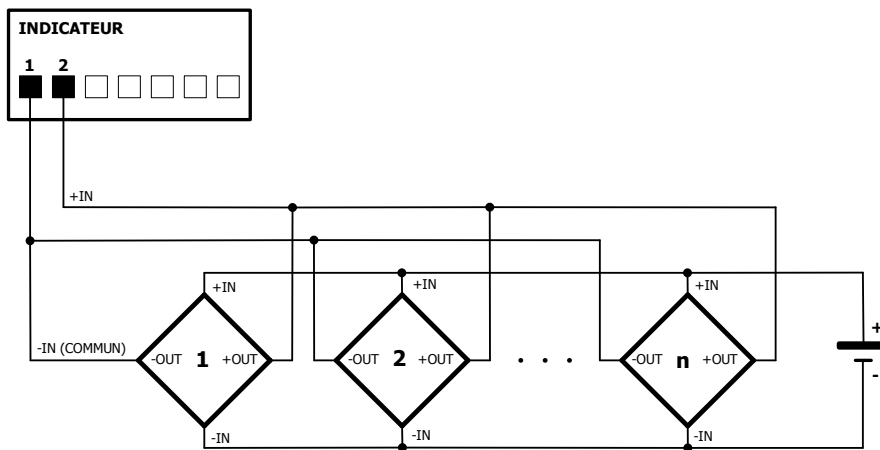 INDICATEUR
1 2
+IN
+IN +IN +IN
+
-IN (COMMUN) -OUT 1 +OUT -OUT 2 +OUT . . . -OUT n +OUT
-
-IN -IN -IN